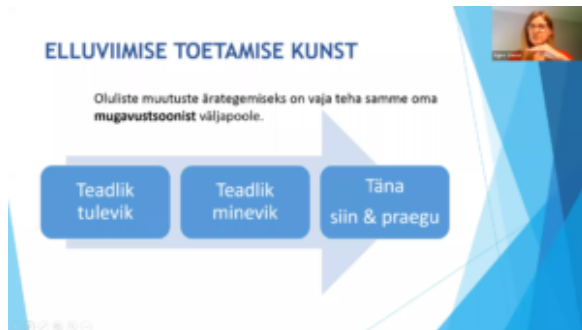 ELLUVIIMISE TOETAMISE KUNST
Oluliste muutuste ärategemiseks on vaja teha samme oma
mugavustsoonist väljapoole.
Teadlik
tulevik
Teadlik
minevik
Täna
siin & praegu